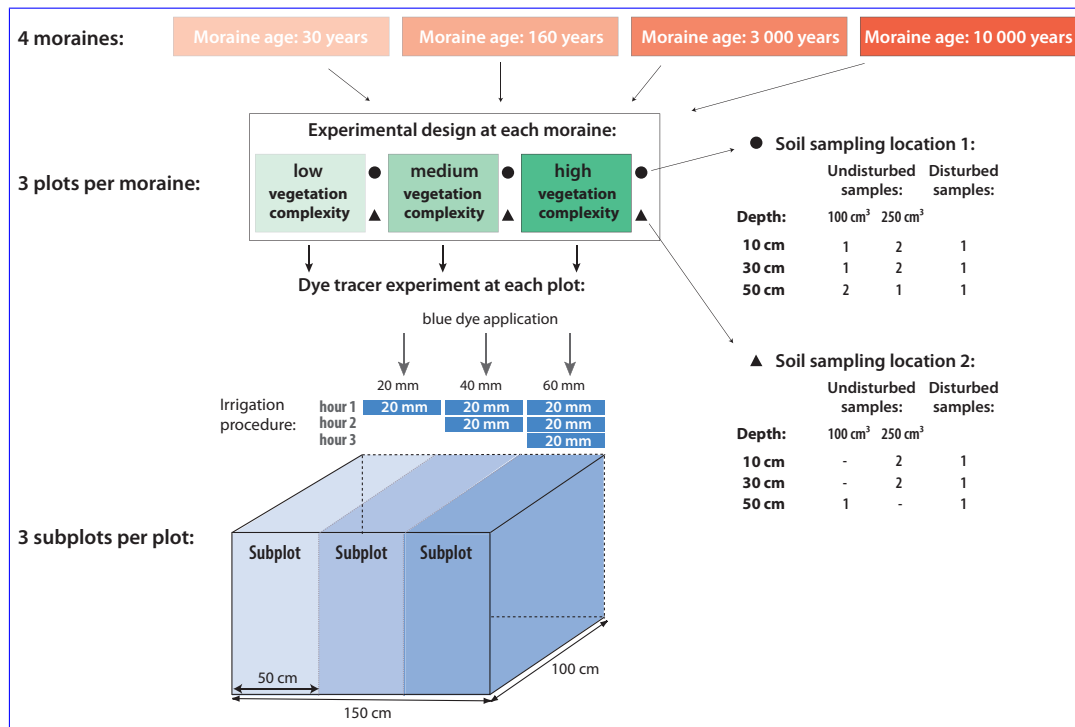 4 moraines:
Moraine age: 30 years
Moraine age: 160 years
Moraine age: 3 000 years
Moraine age: 10 000 years
Experimental design at each moraine:
3 plots per moraine:
low
vegetation
complexity
medium
vegetation
complexity
high
vegetation
complexity
Soil sampling location 1:
Undisturbed
samples:
Disturbed
samples:
Depth: 100 cm³ 250 cm³
10 cm 1 2 1
30 cm 1 2 1
50 cm 2 1 1
Dye tracer experiment at each plot:
blue dye application
20 mm 40 mm 60 mm
Irrigation
procedure:
hour 1 20 mm 20 mm 20 mm
hour 2 20 mm 20 mm
hour 3 20 mm
Soil sampling location 2:
Undisturbed
samples:
Disturbed
samples:
Depth: 100 cm³ 250 cm³
10 cm - 2 1
30 cm - 2 1
50 cm 1 - 1
3 subplots per plot:
Subplot Subplot Subplot
50 cm
100 cm
150 cm